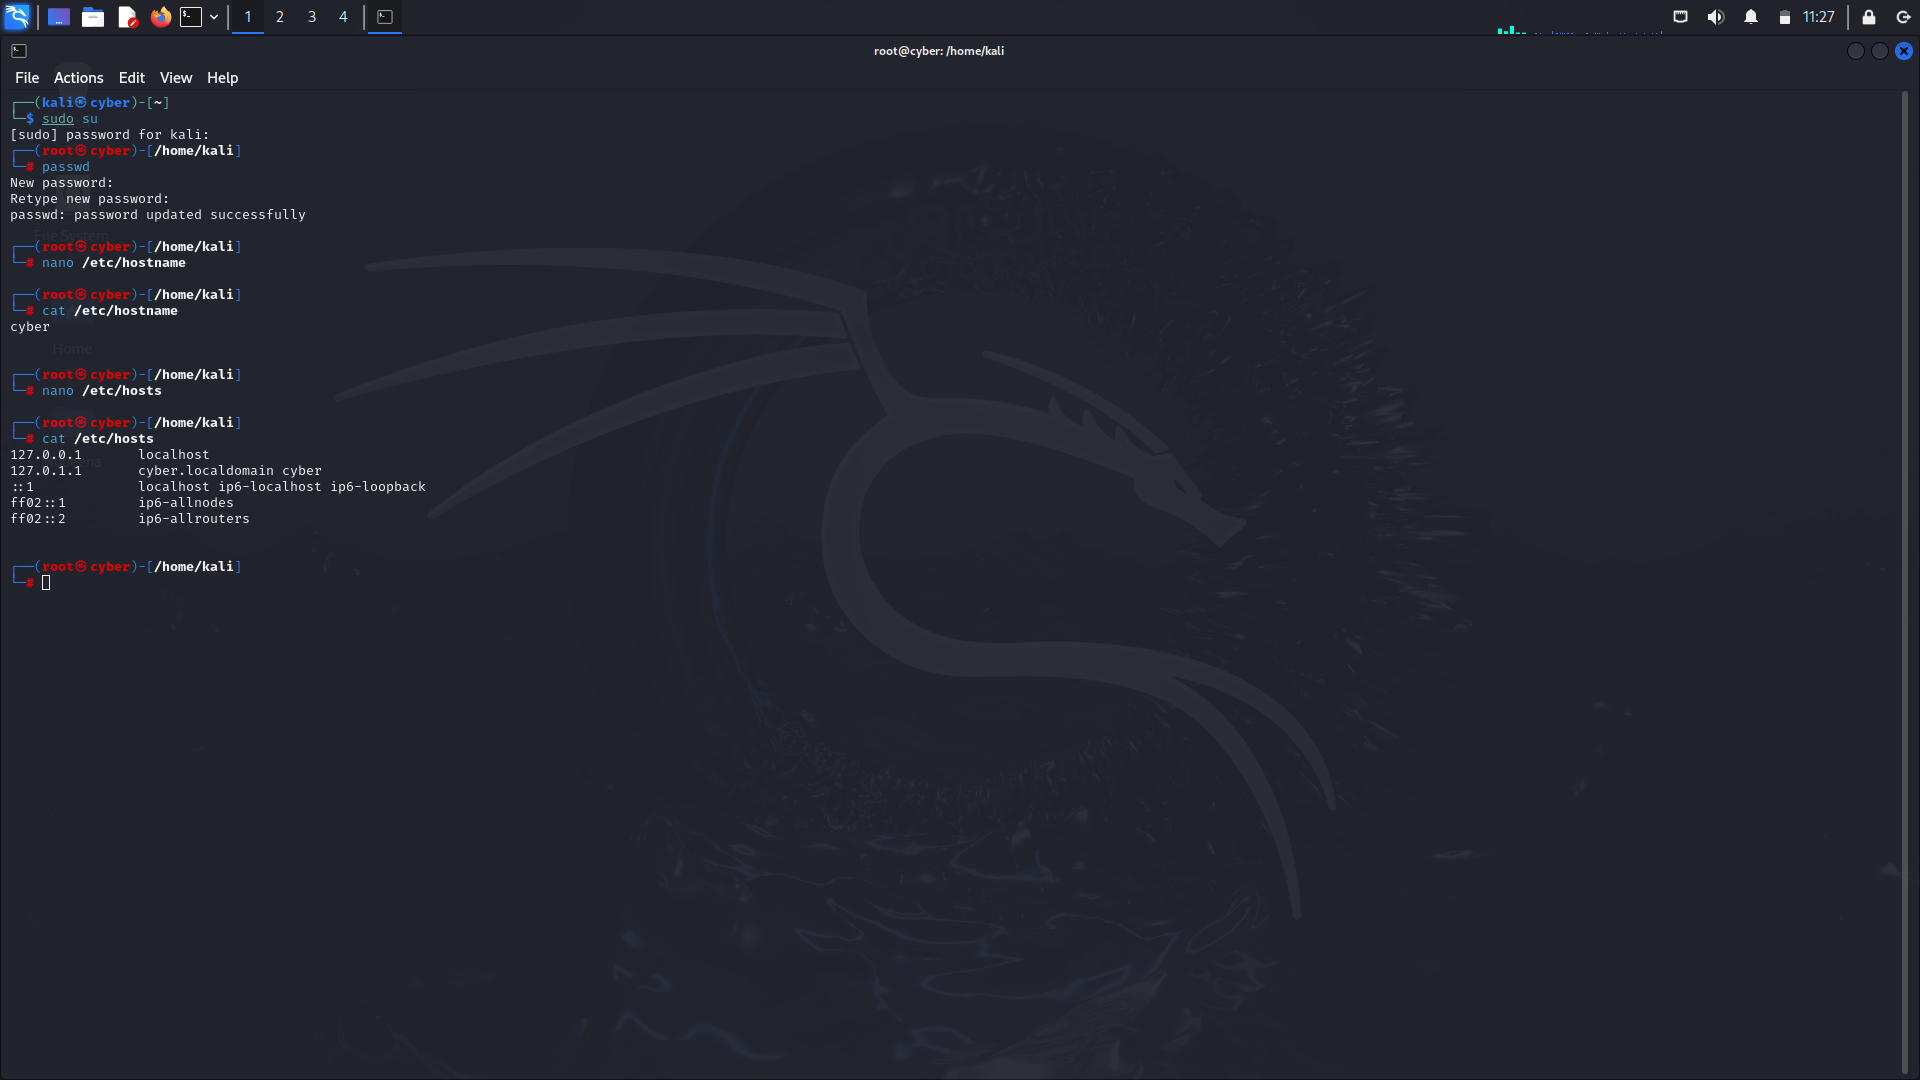 1 2 3 4 11:27
root@cyber: /home/kali
File Actions Edit View Help
┌──(kali㉿cyber)-[~]
└─$ sudo su
[sudo] password for kali:
┌──(root㉿cyber)-[/home/kali]
└─# passwd
New password:
Retype new password:
passwd: password updated successfully
File System
┌──(root㉿cyber)-[/home/kali]
└─# nano /etc/hostname
┌──(root㉿cyber)-[/home/kali]
└─# cat /etc/hostname
cyber
Home
┌──(root㉿cyber)-[/home/kali]
└─# nano /etc/hosts
┌──(root㉿cyber)-[/home/kali]
└─# cat /etc/hosts
127.0.0.1 localhost
127.0.1.1 cyber.localdomain cyber
::1 localhost ip6-localhost ip6-loopback
ff02::1 ip6-allnodes
ff02::2 ip6-allrouters
┌──(root㉿cyber)-[/home/kali]
└─#